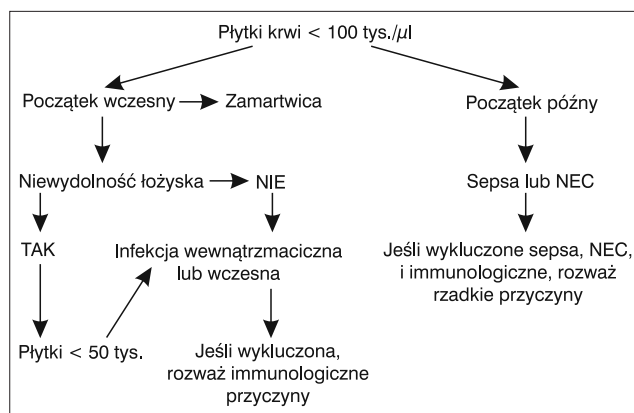 Płytki krwi < 100 tys./µl
Początek wczesny
Zamartwica
Początek późny
Niewydolność łożyska
NIE
Sepsa lub NEC
TAK
Infekcja wewnątrzmaciczna
lub wczesna
Jeśli wykluczone sepsa, NEC,
i immunologiczne, rozważ
rzadkie przyczyny
Płytki < 50 tys.
Jeśli wykluczona,
rozważ immunologiczne
przyczyny